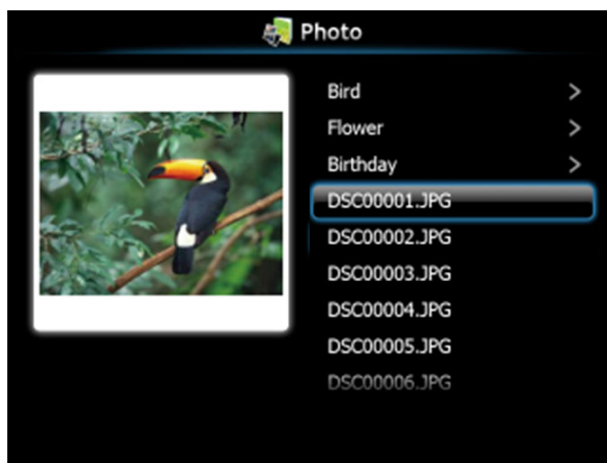 Photo
Bird
Flower
Birthday
DSC00001.JPG
DSC00002.JPG
DSC00003.JPG
DSC00004.JPG
DSC00005.JPG
DSC00006.JPG